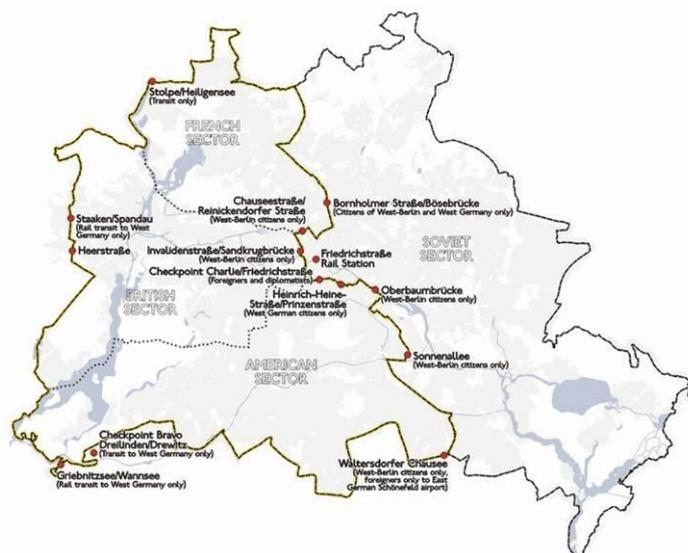 Stolpe/Heiligensee
(Transit only)
FRENCH
SECTOR
Chauseestraße/
Reinickendorfer Straße
(West-Berlin citizens only)
Bornholmer Straße/Bösebrücke
(Citizens of West-Berlin and West Germany only)
Staaken/Spandau
(Rail transit to West
Germany only)
Heerstraße
Invalidenstraße/Sandkrugbrücke
(West-Berlin citizens only)
SOVIET
SECTOR
Friedrichstraße
Rail Station
Checkpoint Charlie/Friedrichstraße
(Foreigners and diplomatists)
BRITISH
SECTOR
Heinrich-Heine-
Straße/Prinzenstraße
(West German citizens only)
Oberbaumbrücke
(West-Berlin citizens only)
AMERICAN
SECTOR
Sonnenallee
(West-Berlin citizens only)
Checkpoint Bravo
Dreilinden/Drewitz
(Transit to West Germany only)
Griebnitzsee/Wannsee
(Rail transit to West Germany only)
Waltersdorfer Chausee
(West-Berlin citizens only,
foreigners only to East
German Schönefeld airport)